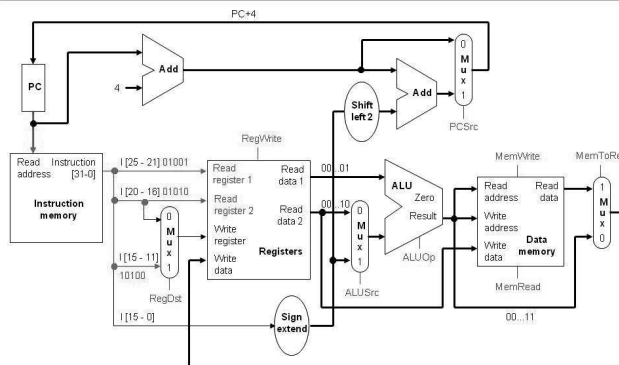 PC+4
0
M
u
x
1
Add
PC
4
Add
Shift
left 2
PCSrc
RegWrite
MemWrite
MemToRe
I [25 - 21] 01001
00...01
Read
address
Instruction
[31-0]
Instruction
memory
Read
register 1
Read
data 1
ALU
Zero
Result
Read
address
Read
data
1
M
u
x
0
I [20 - 16] 01010
Read
register 2
Read
data 2
00...10
0
M
u
x
1
Write
register
Write
data
Registers
0
M
u
x
1
Write
address
Write
data
Data
memory
I [15 - 11]
10100
RegDst
ALUSrc
ALUOp
MemRead
I [15 - 0]
Sign
extend
00...11